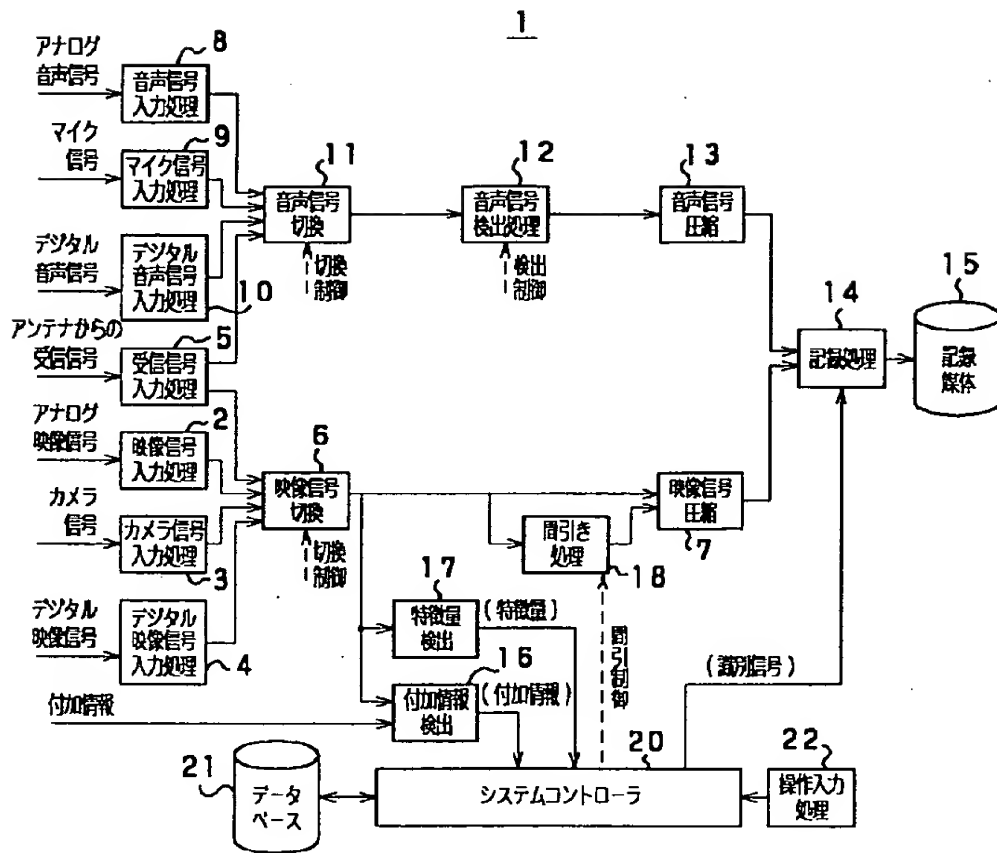 1
アナログ
音声信号
8
音声信号
入力処理
マイク
信号
9
マイク信号
入力処理
デジタル
音声信号
デジタル
音声信号
入力処理
10
アンテナからの
受信信号
5
受信信号
入力処理
アナログ
映像信号
2
映像信号
入力処理
カメラ
信号
カメラ信号
入力処理
3
デジタル
映像信号
デジタル
映像信号
入力処理
4
付加情報
11
音声信号
切換
切換
制御
12
音声信号
検出処理
検出
制御
13
音声信号
圧縮
14
記録処理
15
記録
媒体
6
映像信号
切換
切換
制御
映像信号
圧縮
7
間引き
処理
18
間引制御
17
特徴量
検出
(特徴量)
16
付加情報
検出
(付加情報)
(識別信号)
20
システムコントローラ
21
データ
ベース
22
操作入力
処理